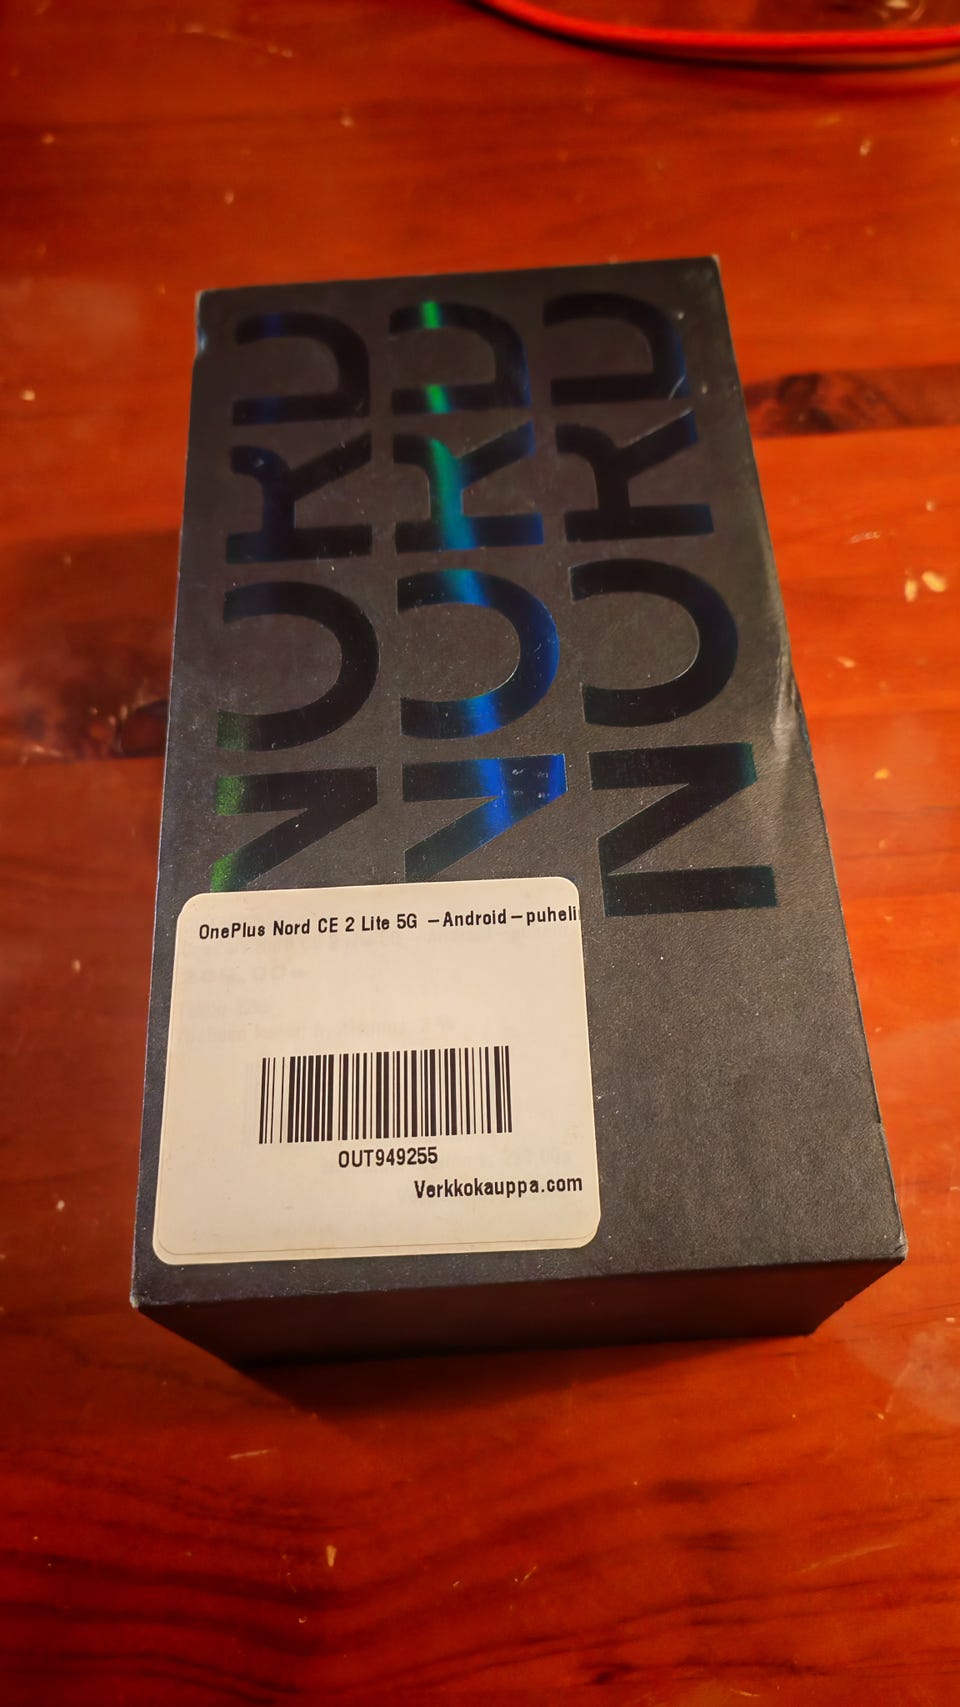 NORD
NORD
NORD
OnePlus Nord CE 2 Lite 5G -Android-puheli
OUT949255
Verkkokauppa.com